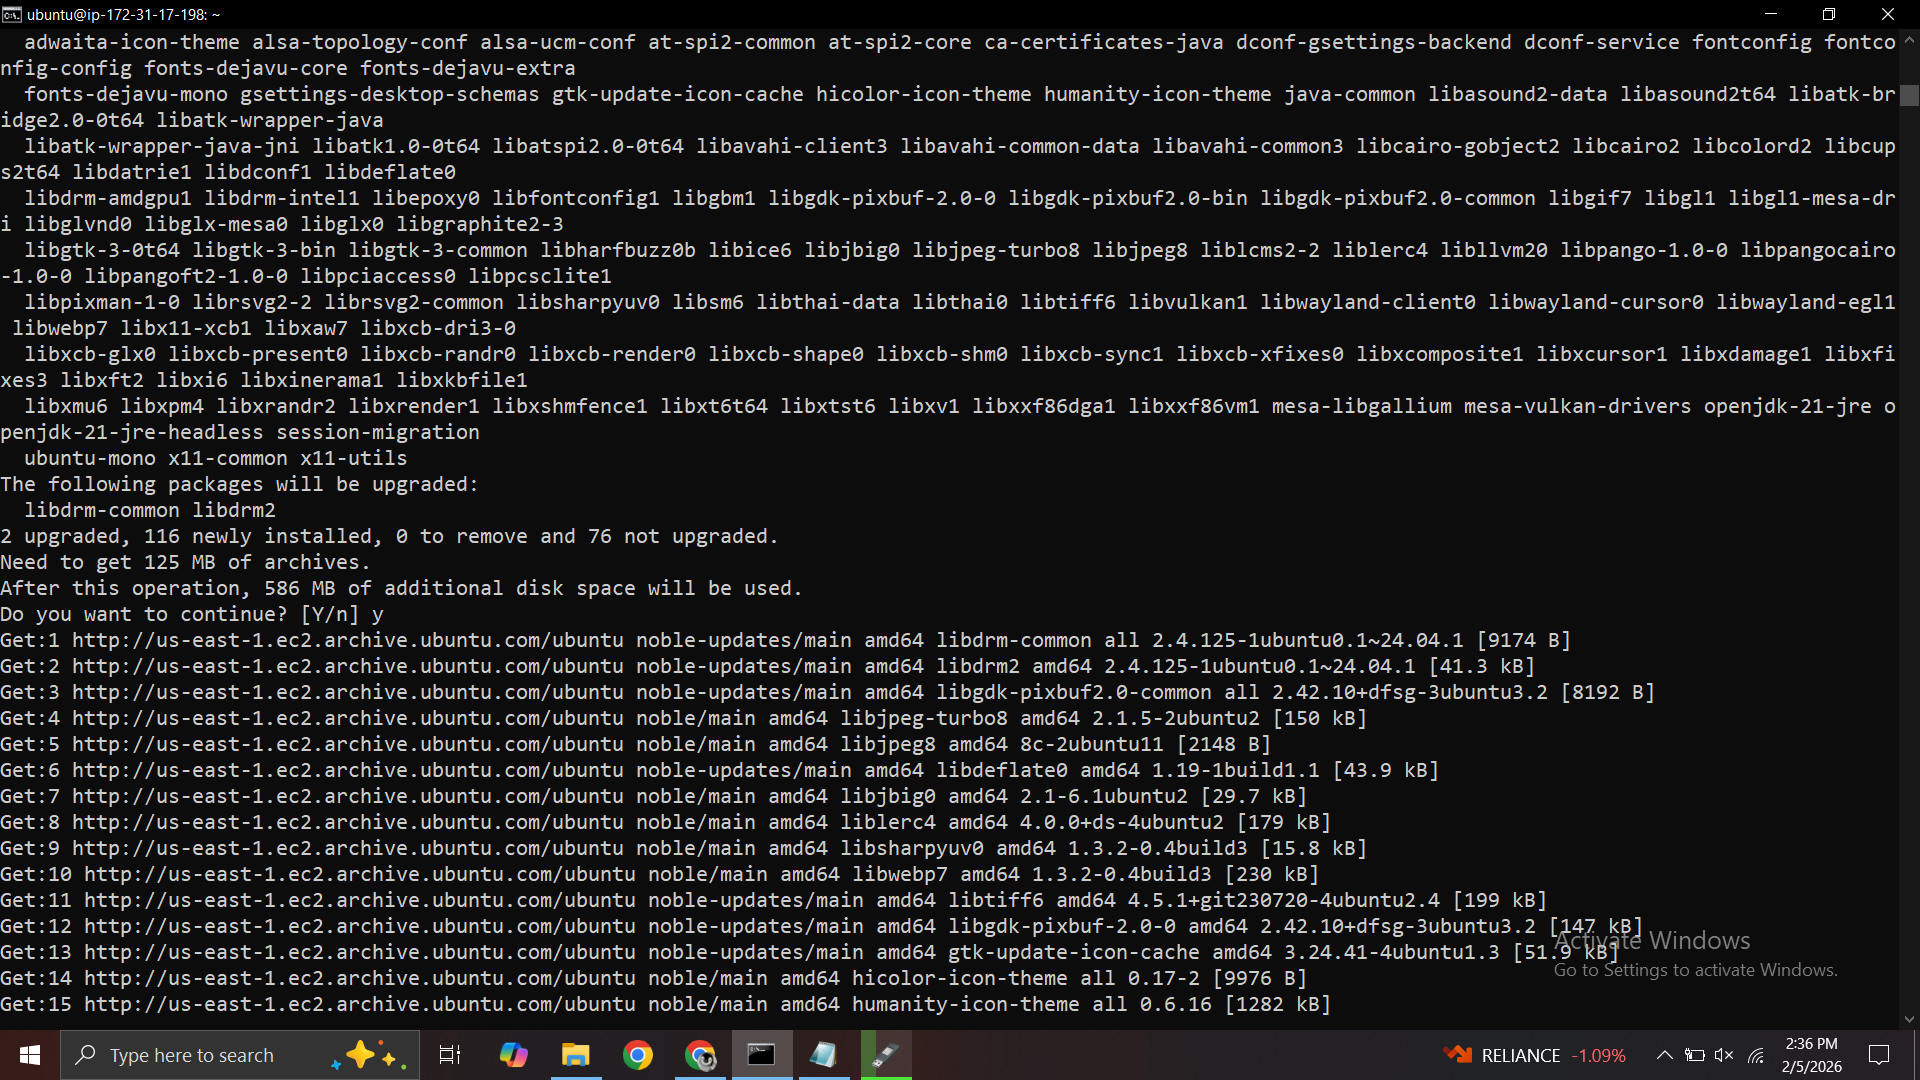 ubuntu@ip-172-31-17-198: ~
adwaita-icon-theme alsa-topology-conf alsa-ucm-conf at-spi2-common at-spi2-core ca-certificates-java dconf-gsettings-backend dconf-service fontconfig fontco
nfig-config fonts-dejavu-core fonts-dejavu-extra
fonts-dejavu-mono gsettings-desktop-schemas gtk-update-icon-cache hicolor-icon-theme humanity-icon-theme java-common libasound2-data libasound2t64 libatk-br
idge2.0-0t64 libatk-wrapper-java
libatk-wrapper-java-jni libatk1.0-0t64 libatspi2.0-0t64 libavahi-client3 libavahi-common-data libavahi-common3 libcairo-gobject2 libcairo2 libcolord2 libcup
s2t64 libdatrie1 libdconf1 libdeflate0
libdrm-amdgpu1 libdrm-intel1 libepoxy0 libfontconfig1 libgbm1 libgdk-pixbuf-2.0-0 libgdk-pixbuf2.0-bin libgdk-pixbuf2.0-common libgif7 libgl1 libgl1-mesa-dr
i libglvnd0 libglx-mesa0 libglx0 libgraphite2-3
libgtk-3-0t64 libgtk-3-bin libgtk-3-common libharfbuzz0b libice6 libjbig0 libjpeg-turbo8 libjpeg8 liblcms2-2 liblerc4 libllvm20 libpango-1.0-0 libpangocairo
-1.0-0 libpangoft2-1.0-0 libpciaccess0 libpcsclite1
libpixman-1-0 librsvg2-2 librsvg2-common libsharpyuv0 libsm6 libthai-data libthai0 libtiff6 libvulkan1 libwayland-client0 libwayland-cursor0 libwayland-egl1
libwebp7 libx11-xcb1 libxaw7 libxcb-dri3-0
libxcb-glx0 libxcb-present0 libxcb-randr0 libxcb-render0 libxcb-shape0 libxcb-shm0 libxcb-sync1 libxcb-xfixes0 libxcomposite1 libxcursor1 libxdamage1 libxfi
xes3 libxft2 libxi6 libxinerama1 libxkbfile1
libxmu6 libxpm4 libxrandr2 libxrender1 libxshmfence1 libxt6t64 libxtst6 libxv1 libxxf86dga1 libxxf86vm1 mesa-libgallium mesa-vulkan-drivers openjdk-21-jre o
penjdk-21-jre-headless session-migration
ubuntu-mono x11-common x11-utils
The following packages will be upgraded:
libdrm-common libdrm2
2 upgraded, 116 newly installed, 0 to remove and 76 not upgraded.
Need to get 125 MB of archives.
After this operation, 586 MB of additional disk space will be used.
Do you want to continue? [Y/n] y
Get:1 http://us-east-1.ec2.archive.ubuntu.com/ubuntu noble-updates/main amd64 libdrm-common all 2.4.125-1ubuntu0.1~24.04.1 [9174 B]
Get:2 http://us-east-1.ec2.archive.ubuntu.com/ubuntu noble-updates/main amd64 libdrm2 amd64 2.4.125-1ubuntu0.1~24.04.1 [41.3 kB]
Get:3 http://us-east-1.ec2.archive.ubuntu.com/ubuntu noble-updates/main amd64 libgdk-pixbuf2.0-common all 2.42.10+dfsg-3ubuntu3.2 [8192 B]
Get:4 http://us-east-1.ec2.archive.ubuntu.com/ubuntu noble/main amd64 libjpeg-turbo8 amd64 2.1.5-2ubuntu2 [150 kB]
Get:5 http://us-east-1.ec2.archive.ubuntu.com/ubuntu noble/main amd64 libjpeg8 amd64 8c-2ubuntu11 [2148 B]
Get:6 http://us-east-1.ec2.archive.ubuntu.com/ubuntu noble-updates/main amd64 libdeflate0 amd64 1.19-1build1.1 [43.9 kB]
Get:7 http://us-east-1.ec2.archive.ubuntu.com/ubuntu noble/main amd64 libjbig0 amd64 2.1-6.1ubuntu2 [29.7 kB]
Get:8 http://us-east-1.ec2.archive.ubuntu.com/ubuntu noble/main amd64 liblerc4 amd64 4.0.0+ds-4ubuntu2 [179 kB]
Get:9 http://us-east-1.ec2.archive.ubuntu.com/ubuntu noble/main amd64 libsharpyuv0 amd64 1.3.2-0.4build3 [15.8 kB]
Get:10 http://us-east-1.ec2.archive.ubuntu.com/ubuntu noble/main amd64 libwebp7 amd64 1.3.2-0.4build3 [230 kB]
Get:11 http://us-east-1.ec2.archive.ubuntu.com/ubuntu noble-updates/main amd64 libtiff6 amd64 4.5.1+git230720-4ubuntu2.4 [199 kB]
Get:12 http://us-east-1.ec2.archive.ubuntu.com/ubuntu noble-updates/main amd64 libgdk-pixbuf-2.0-0 amd64 2.42.10+dfsg-3ubuntu3.2 [147 kB]
Get:13 http://us-east-1.ec2.archive.ubuntu.com/ubuntu noble-updates/main amd64 gtk-update-icon-cache amd64 3.24.41-4ubuntu1.3 [51.9 kB]
Get:14 http://us-east-1.ec2.archive.ubuntu.com/ubuntu noble/main amd64 hicolor-icon-theme all 0.17-2 [9976 B]
Get:15 http://us-east-1.ec2.archive.ubuntu.com/ubuntu noble/main amd64 humanity-icon-theme all 0.6.16 [1282 kB]
Activate Windows
Go to Settings to activate Windows.
Type here to search
RELIANCE -1.09%
2:36 PM
2/5/2026